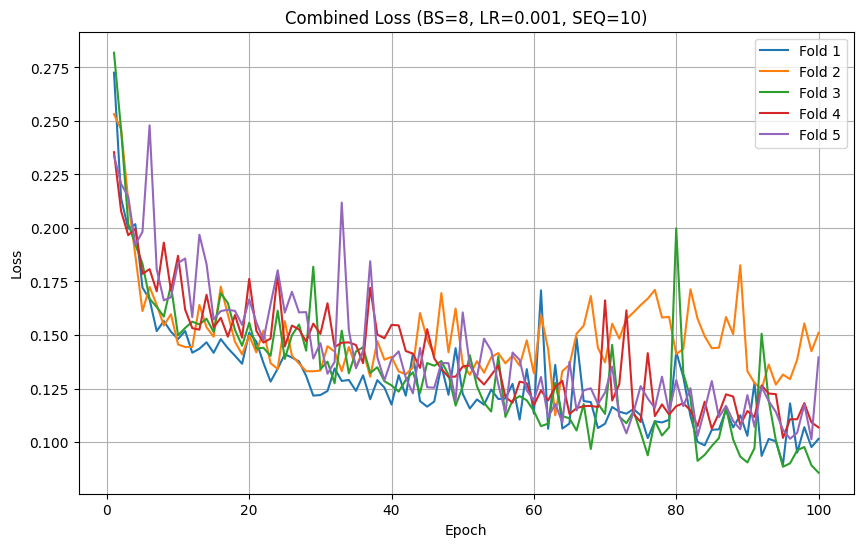 Combined Loss (BS=8, LR=0.001, SEQ=10)
Fold 1
Fold 2
Fold 3
Fold 4
Fold 5
0.275
0.250
0.225
0.200
0.175
0.150
0.125
0.100
Loss
0 20 40 60 80 100
Epoch